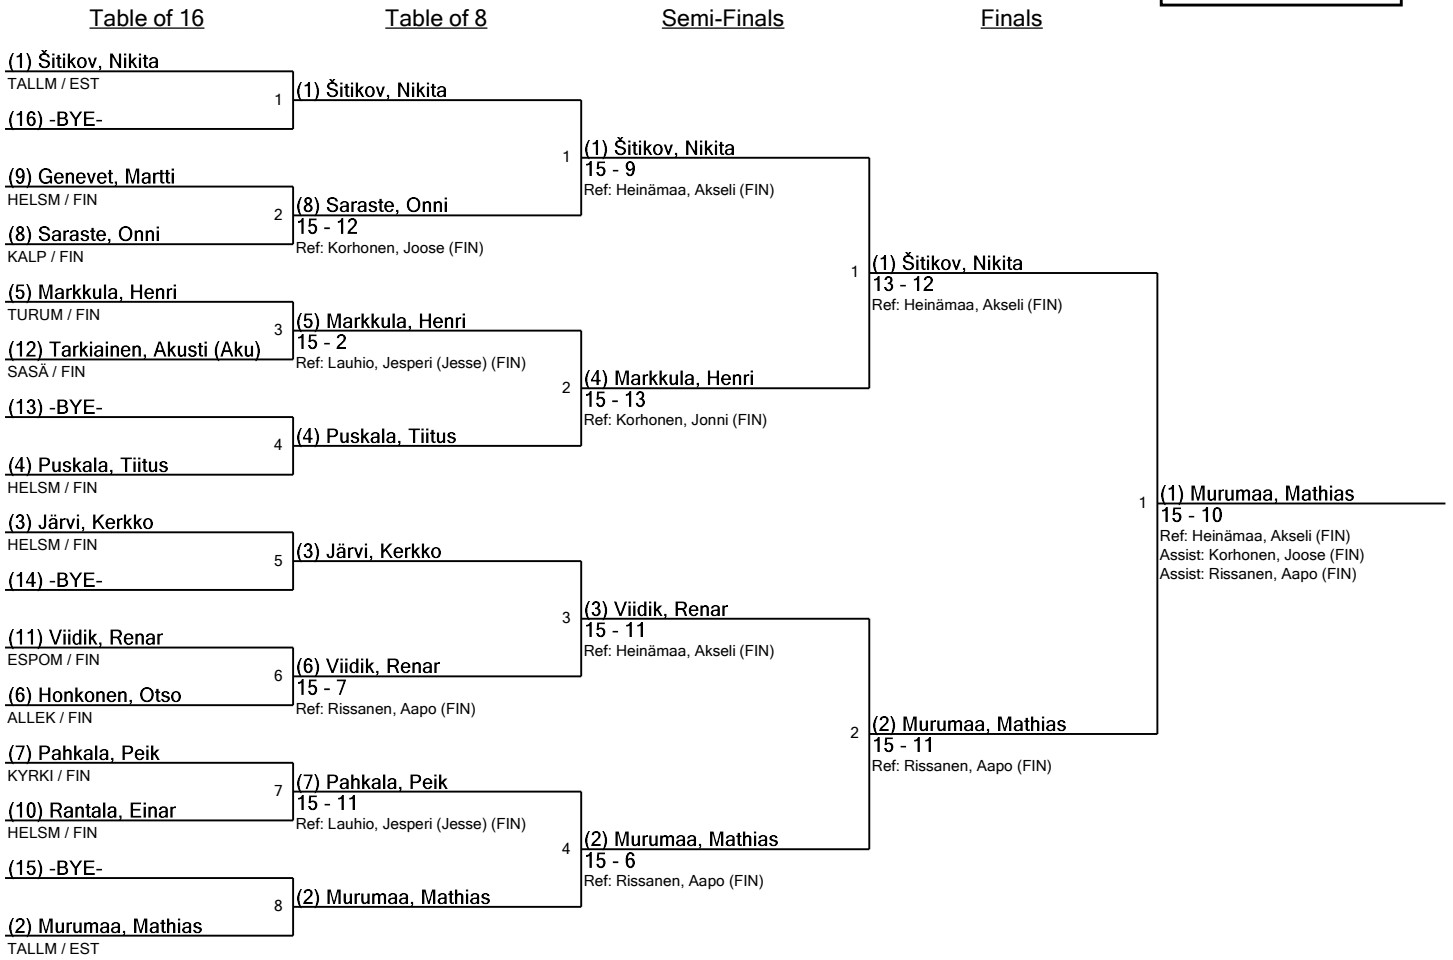 Table of 16
Table of 8
Semi-Finals
Finals
(1) Šitikov, Nikita
TALLM / EST
(16) -BYE-
(9) Genevet, Martti
HELSM / FIN
(8) Saraste, Onni
KALP / FIN
(5) Markkula, Henri
TURUM / FIN
(12) Tarkiainen, Akusti (Aku)
SASÄ / FIN
(13) -BYE-
(4) Puskala, Tiitus
HELSM / FIN
(3) Järvi, Kerkko
HELSM / FIN
(14) -BYE-
(11) Viidik, Renar
ESPOM / FIN
(6) Honkonen, Otso
ALLEK / FIN
(7) Pahkala, Peik
KYRKI / FIN
(10) Rantala, Einar
HELSM / FIN
(15) -BYE-
(2) Murumaa, Mathias
TALLM / EST
1
(1) Šitikov, Nikita
2
(8) Saraste, Onni
15 - 12
Ref: Korhonen, Joose (FIN)
3
(5) Markkula, Henri
15 - 2
Ref: Lauhio, Jesperi (Jesse) (FIN)
4
(4) Puskala, Tiitus
5
(3) Järvi, Kerkko
6
(6) Viidik, Renar
15 - 7
Ref: Rissanen, Aapo (FIN)
7
(7) Pahkala, Peik
15 - 11
Ref: Lauhio, Jesperi (Jesse) (FIN)
8
(2) Murumaa, Mathias
1
(1) Šitikov, Nikita
15 - 9
Ref: Heinämaa, Akseli (FIN)
2
(4) Markkula, Henri
15 - 13
Ref: Korhonen, Jonni (FIN)
3
(3) Viidik, Renar
15 - 11
Ref: Heinämaa, Akseli (FIN)
4
(2) Murumaa, Mathias
15 - 6
Ref: Rissanen, Aapo (FIN)
1
(1) Šitikov, Nikita
13 - 12
Ref: Heinämaa, Akseli (FIN)
2
(2) Murumaa, Mathias
15 - 11
Ref: Rissanen, Aapo (FIN)
1
(1) Murumaa, Mathias
15 - 10
Ref: Heinämaa, Akseli (FIN)
Assist: Korhonen, Joose (FIN)
Assist: Rissanen, Aapo (FIN)